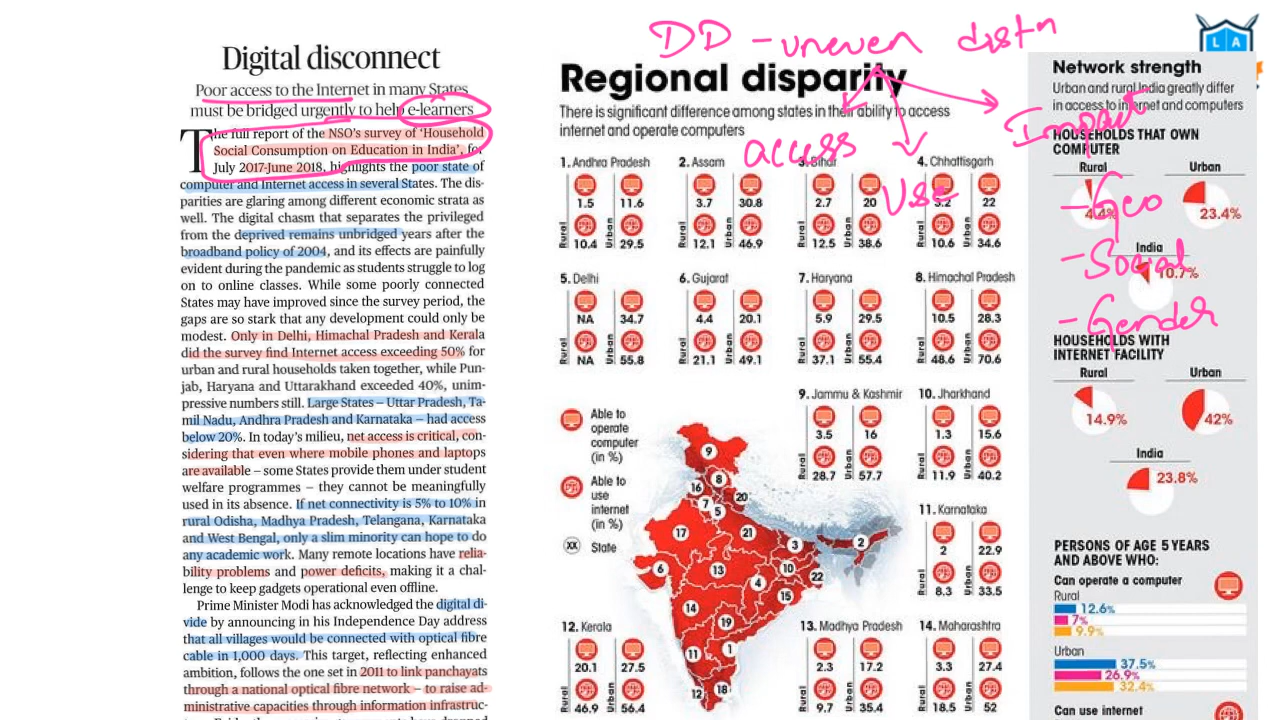 Digital disconnect
Poor access to the Internet in many States
must be bridged urgently to help e-learners
The full report of the NSO's survey of 'Household
Social Consumption on Education in India', for
July 2017-June 2018, highlights the poor state of
computer and Internet access in several States. The dis-
parities are glaring among different economic strata as
well. The digital chasm that separates the privileged
from the deprived remains unbridged years after the
broadband policy of 2004, and its effects are painfully
evident during the pandemic as students struggle to log
on to online classes. While some poorly connected
States may have improved since the survey period, the
gaps are so stark that any development could only be
modest. Only in Delhi, Himachal Pradesh and Kerala
did the survey find Internet access exceeding 50% for
urban and rural households taken together, while Pun-
jab, Haryana and Uttarakhand exceeded 40%, unim-
pressive numbers still. Large States – Uttar Pradesh, Ta-
mil Nadu, Andhra Pradesh and Karnataka – had access
below 20%. In today's milieu, net access is critical, con-
sidering that even where mobile phones and laptops
are available – some States provide them under student
welfare programmes – they cannot be meaningfully
used in its absence. If net connectivity is 5% to 10% in
rural Odisha, Madhya Pradesh, Telangana, Karnataka
and West Bengal, only a slim minority can hope to do
any academic work. Many remote locations have relia-
bility problems and power deficits, making it a chal-
lenge to keep gadgets operational even offline.
Prime Minister Modi has acknowledged the digital di-
vide by announcing in his Independence Day address
that all villages would be connected with optical fibre
cable in 1,000 days. This target, reflecting enhanced
ambition, follows the one set in 2011 to link panchayats
through a national optical fibre network – to raise ad-
ministrative capacities through information infrastruc-
DD - uneven distn
access
Use
Impact
- Geo
- Social
- Gender
Regional disparity
There is significant difference among states in their ability to access
internet and operate computers
1. Andhra Pradesh
Rural 1.5 10.4
Urban 11.6 29.5
2. Assam
Rural 3.7 12.1
Urban 30.8 46.9
3. Bihar
Rural 2.7 12.5
Urban 20 38.6
4. Chhattisgarh
Rural 3.2 10.6
Urban 22 34.6
5. Delhi
Rural NA NA
Urban 34.7 55.8
6. Gujarat
Rural 4.4 21.1
Urban 20.1 49.1
7. Haryana
Rural 5.9 37.1
Urban 29.5 55.4
8. Himachal Pradesh
Rural 10.5 48.6
Urban 28.3 70.6
9. Jammu & Kashmir
Rural 3.5 28.7
Urban 16 57.7
10. Jharkhand
Rural 1.3 11.9
Urban 15.6 40.2
11. Karnataka
Rural 2 8.3
Urban 22.9 33.5
12. Kerala
Rural 20.1 46.9
Urban 27.5 56.4
13. Madhya Pradesh
Rural 2.3 9.7
Urban 17.2 35.4
14. Maharashtra
Rural 3.3 18.5
Urban 27.4 52
Able to
operate
computer
(in %)
Able to
use
internet
(in %)
XX State
9
8
16
20
7
5
17
21
3
2
6
13
10
22
4
15
14
19
11
1
12
18
LA
Network strength
Urban and rural India greatly differ
in access to internet and computers
HOUSEHOLDS THAT OWN
COMPUTER
Rural Urban
4.4% 23.4%
India
10.7%
HOUSEHOLDS WITH
INTERNET FACILITY
Rural Urban
14.9% 42%
India
23.8%
PERSONS OF AGE 5 YEARS
AND ABOVE WHO:
Can operate a computer
Rural
12.6%
7%
9.9%
Urban
37.5%
26.9%
32.4%
Can use internet